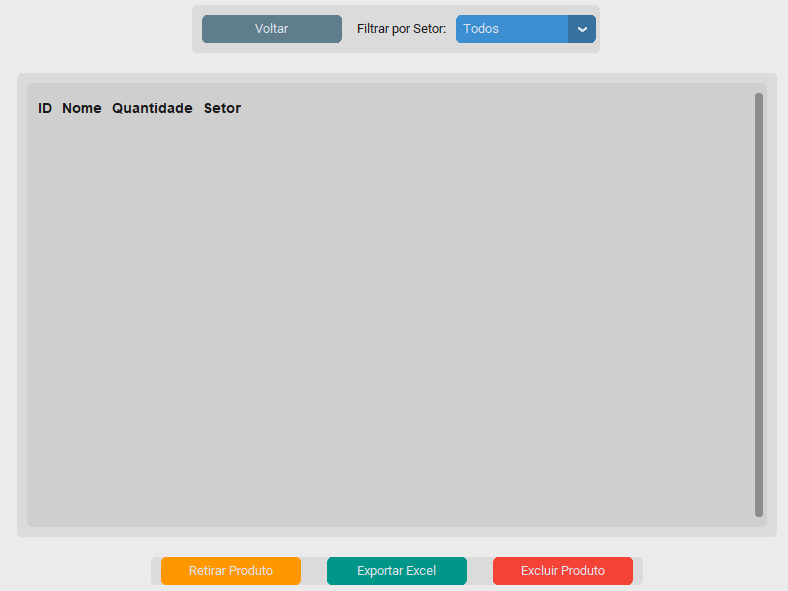 Voltar Filtrar por Setor: Todos
ID Nome Quantidade Setor
Retirar Produto Exportar Excel Excluir Produto